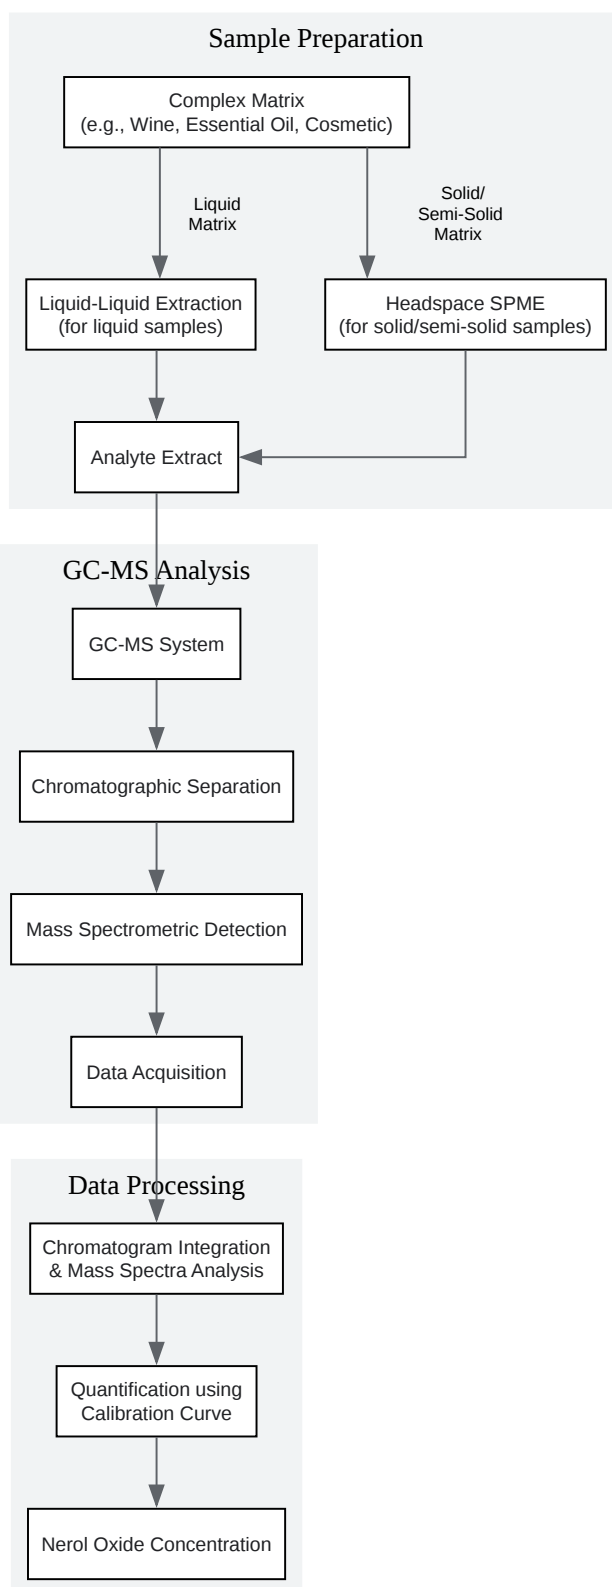 Sample Preparation
Complex Matrix
(e.g., Wine, Essential Oil, Cosmetic)
Liquid
Matrix
Solid/
Semi-Solid
Matrix
Liquid-Liquid Extraction
(for liquid samples)
Headspace SPME
(for solid/semi-solid samples)
Analyte Extract
GC-MS Analysis
GC-MS System
Chromatographic Separation
Mass Spectrometric Detection
Data Acquisition
Data Processing
Chromatogram Integration
& Mass Spectra Analysis
Quantification using
Calibration Curve
Nerol Oxide Concentration